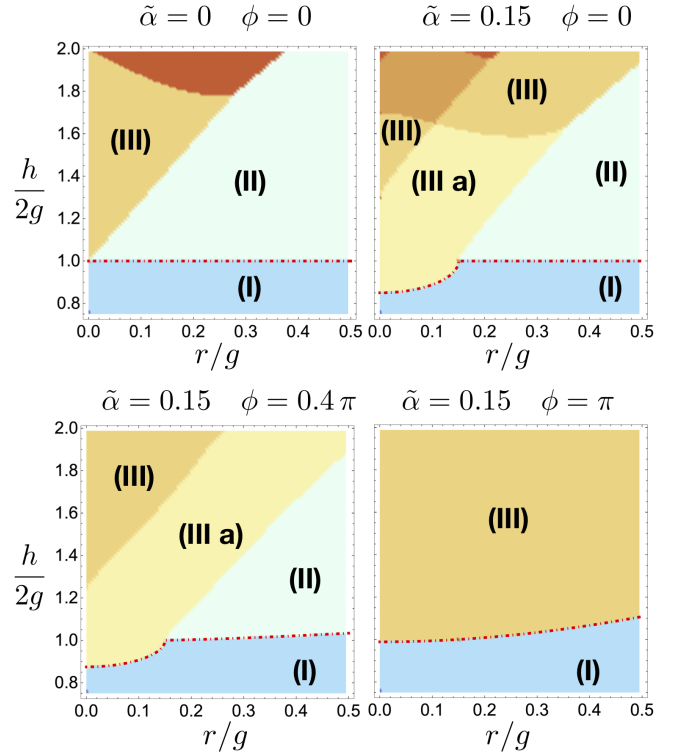 α̃ = 0 ϕ = 0
α̃ = 0.15 ϕ = 0
h/2g
2.0
1.8
1.6
1.4
1.2
1.0
0.8
(III)
(II)
(I)
0.0 0.1 0.2 0.3 0.4 0.5
r/g
(III)
(III)
(III a)
(II)
(I)
0.0 0.1 0.2 0.3 0.4 0.5
r/g
α̃ = 0.15 ϕ = 0.4 π
α̃ = 0.15 ϕ = π
h/2g
2.0
1.8
1.6
1.4
1.2
1.0
0.8
(III)
(III a)
(II)
(I)
0.0 0.1 0.2 0.3 0.4 0.5
r/g
(III)
(I)
0.0 0.1 0.2 0.3 0.4 0.5
r/g